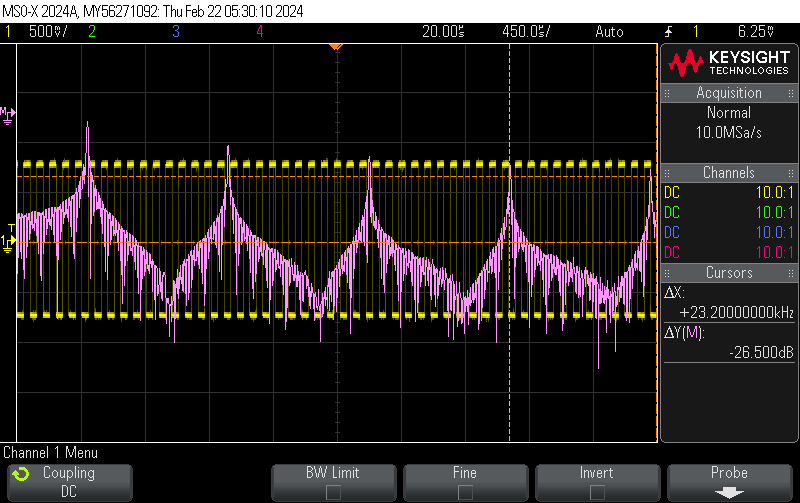 MSO-X 2024A, MY56271092: Thu Feb 22 05:30:10 2024
1 500V/ 2 3 4 20.00s 450.0s/ Auto 1 6.25V
KEYSIGHT
TECHNOLOGIES
Acquisition
Normal
10.0MSa/s
Channels
DC 10.0:1
DC 10.0:1
DC 10.0:1
DC 10.0:1
Cursors
ΔX:
+23.20000000kHz
ΔY(M):
-26.500dB
M
T
1
Channel 1 Menu
Coupling
DC
BW Limit
Fine
Invert
Probe